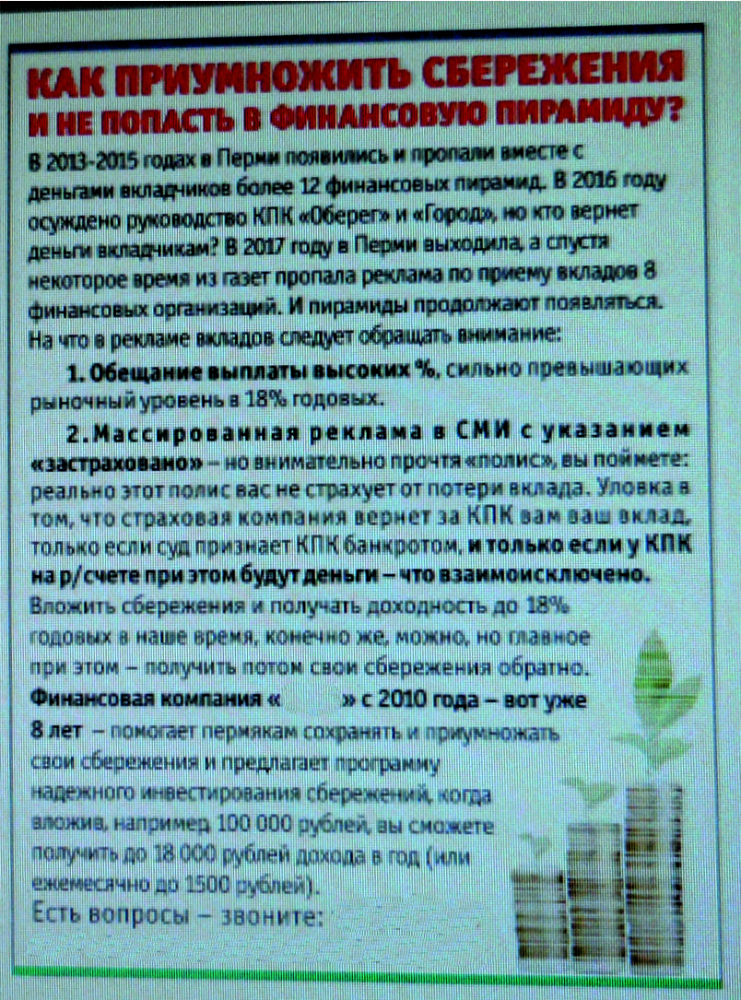 КАК ПРИУМНОЖИТЬ СБЕРЕЖЕНИЯ
И НЕ ПОПАСТЬ В ФИНАНСОВУЮ ПИРАМИДУ?
В 2013-2015 годах в Перми появились и пропали вместе с
деньгами вкладчиков более 12 финансовых пирамид. В 2016 году
осуждено руководство КПК «Оберег» и «Город», но кто вернет
деньги вкладчикам? В 2017 году в Перми выходила, а спустя
некоторое время из газет пропала реклама по приему вкладов 8
финансовых организаций. И пирамиды продолжают появляться.
На что в рекламе вкладов следует обращать внимание:
1. Обещание выплаты высоких %, сильно превышающих
рыночный уровень в 18% годовых.
2. Массированная реклама в СМИ с указанием
«застраховано» – но внимательно прочтя «полис», вы поймете:
реально этот полис вас не страхует от потери вклада. Уловка в
том, что страховая компания вернет за КПК вам ваш вклад,
только если суд признает КПК банкротом, и только если у КПК
на р/счете при этом будут деньги – что взаимоисключено.
Вложить сбережения и получать доходность до 18%
годовых в наше время, конечно же, можно, но главное
при этом – получить потом свои сбережения обратно.
Финансовая компания « » с 2010 года – вот уже
8 лет – помогает пермякам сохранять и приумножать
свои сбережения и предлагает программу
надежного инвестирования сбережений, когда
вложив, например, 100 000 рублей, вы сможете
получить до 18 000 рублей дохода в год (или
ежемесячно до 1500 рублей).
Есть вопросы – звоните: